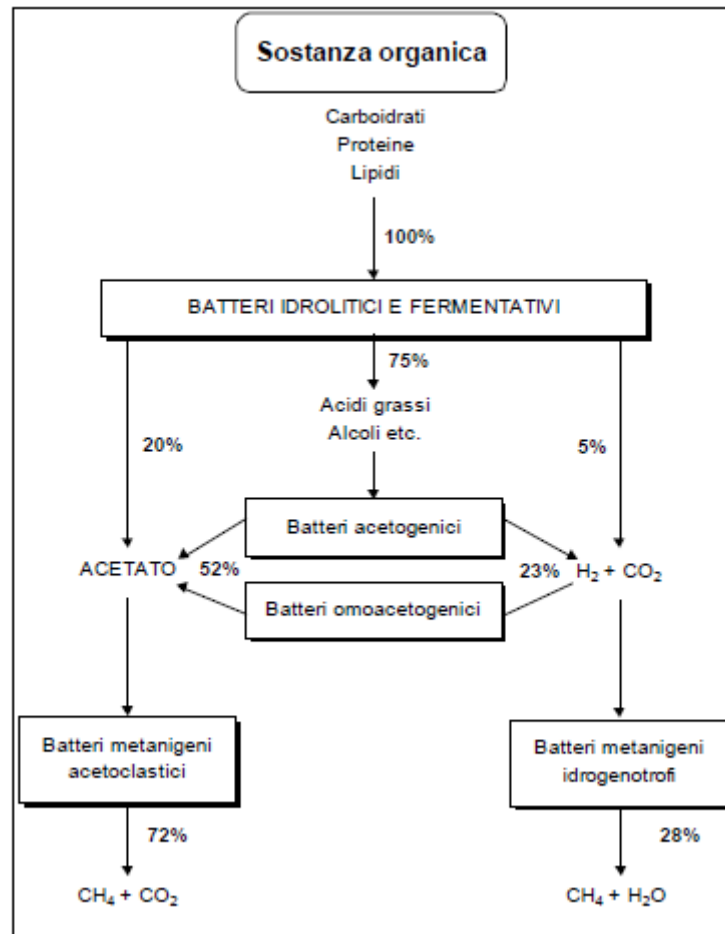 Sostanza organica
Carboidrati
Proteine
Lipidi
100%
BATTERI IDROLITICI E FERMENTATIVI
75%
Acidi grassi
Alcoli etc.
20%
5%
Batteri acetogenici
ACETATO 52%
23% H₂ + CO₂
Batteri omoacetogenici
Batteri metanigeni
acetoclastici
Batteri metanigeni
idrogenotrofi
72%
28%
CH₄ + CO₂
CH₄ + H₂O